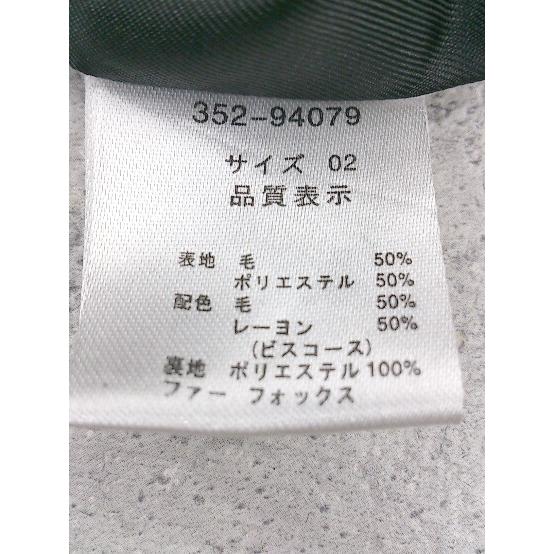 352-94079
サイズ 02
品質表示
表地 毛 50%
ポリエステル 50%
配色 毛 50%
レーヨン 50%
(ビスコース)
裏地 ポリエステル 100%
ファー フォックス